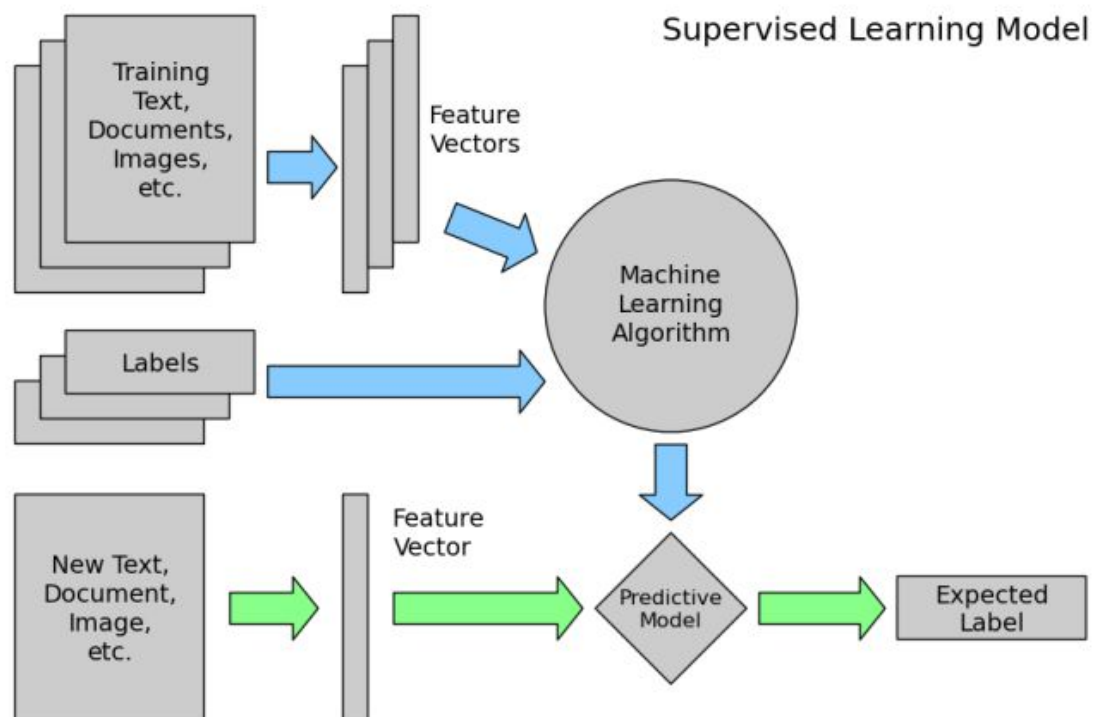 Supervised Learning Model
Training
Text,
Documents,
Images,
etc.
Feature
Vectors
Machine
Learning
Algorithm
Labels
New Text,
Document,
Image,
etc.
Feature
Vector
Predictive
Model
Expected
Label